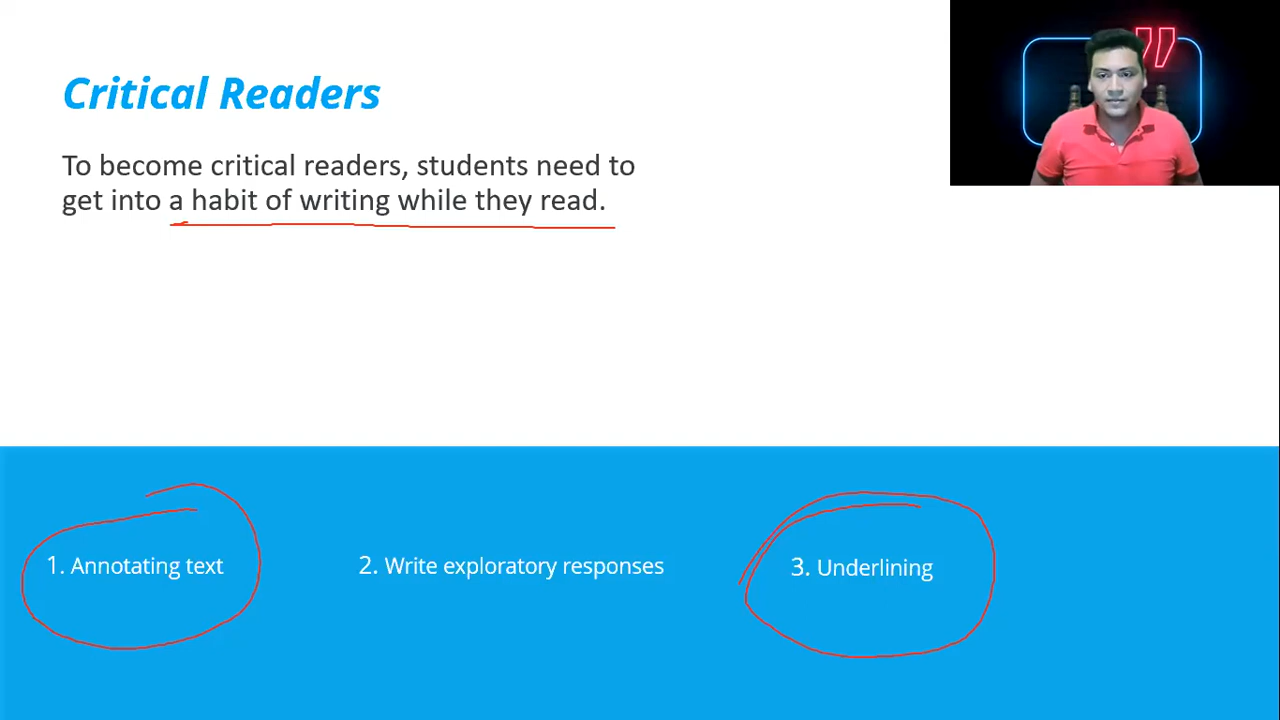 Critical Readers
To become critical readers, students need to
get into a habit of writing while they read.
1. Annotating text
2. Write exploratory responses
3. Underlining